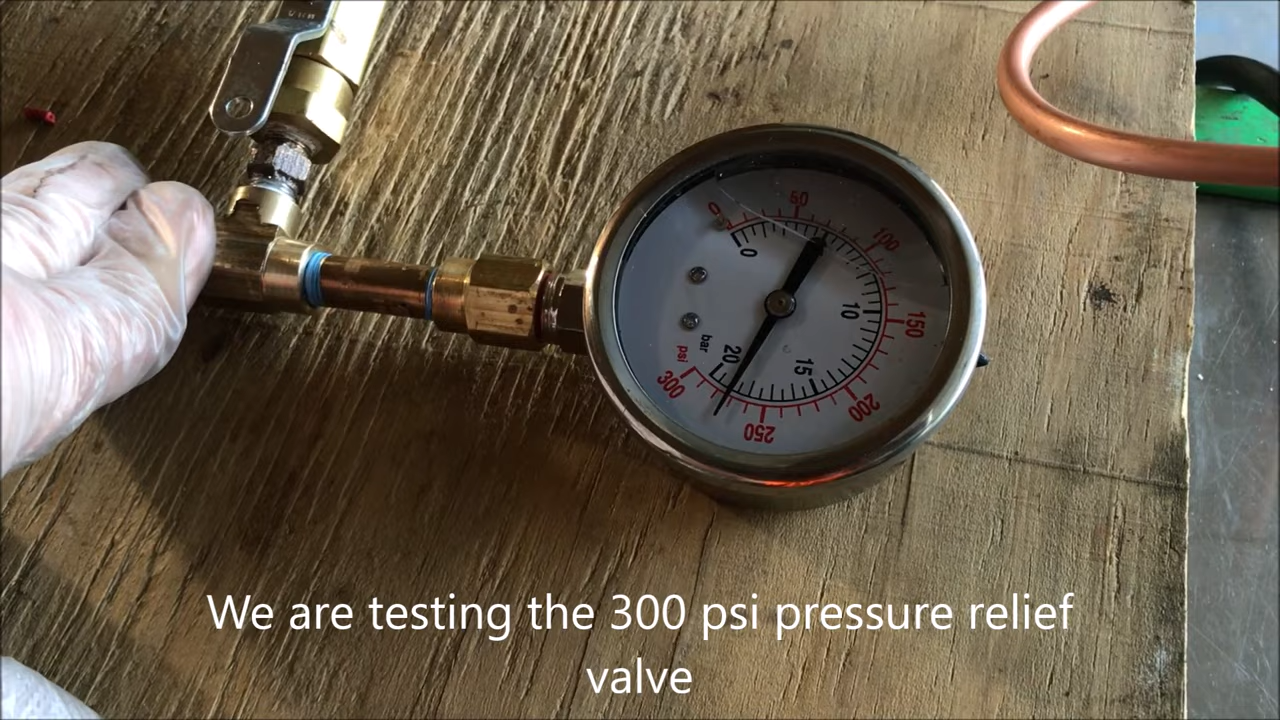 0
50
100
150
200
250
300
0
10
15
20
bar
psi
We are testing the 300 psi pressure relief
valve